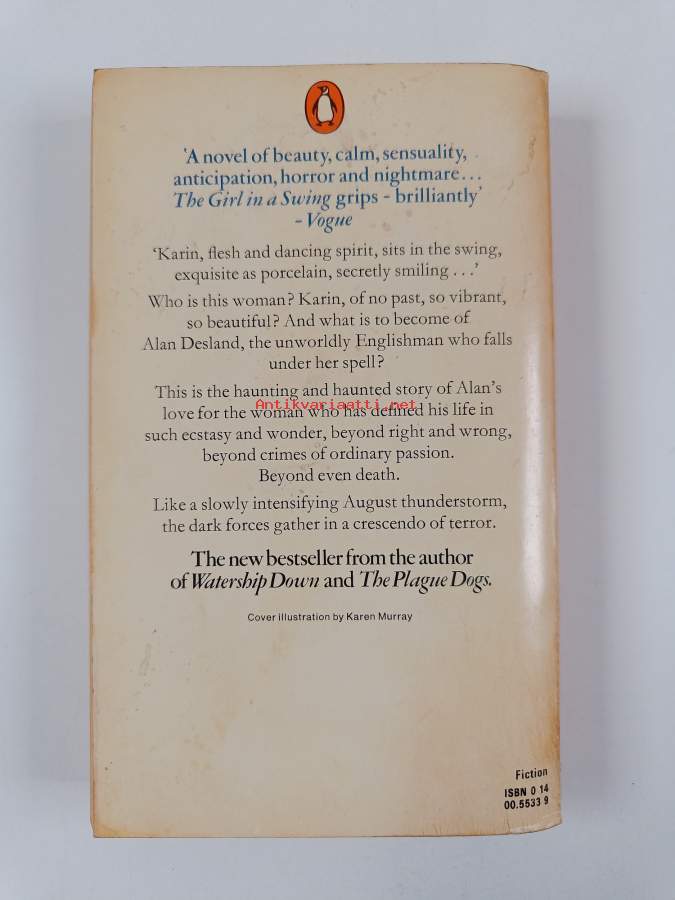 'A novel of beauty, calm, sensuality,
anticipation, horror and nightmare...
The Girl in a Swing grips - brilliantly'
- Vogue
'Karin, flesh and dancing spirit, sits in the swing,
exquisite as porcelain, secretly smiling ...'
Who is this woman? Karin, of no past, so vibrant,
so beautiful? And what is to become of
Alan Desland, the unworldly Englishman who falls
under her spell?
This is the haunting and haunted story of Alan's
Antikvariaatti.net
love for the woman who has defined his life in
such ecstasy and wonder, beyond right and wrong,
beyond crimes of ordinary passion.
Beyond even death.
Like a slowly intensifying August thunderstorm,
the dark forces gather in a crescendo of terror.
The new bestseller from the author
of Watership Down and The Plague Dogs.
Cover illustration by Karen Murray
Fiction
ISBN 0 14
00.5533 9